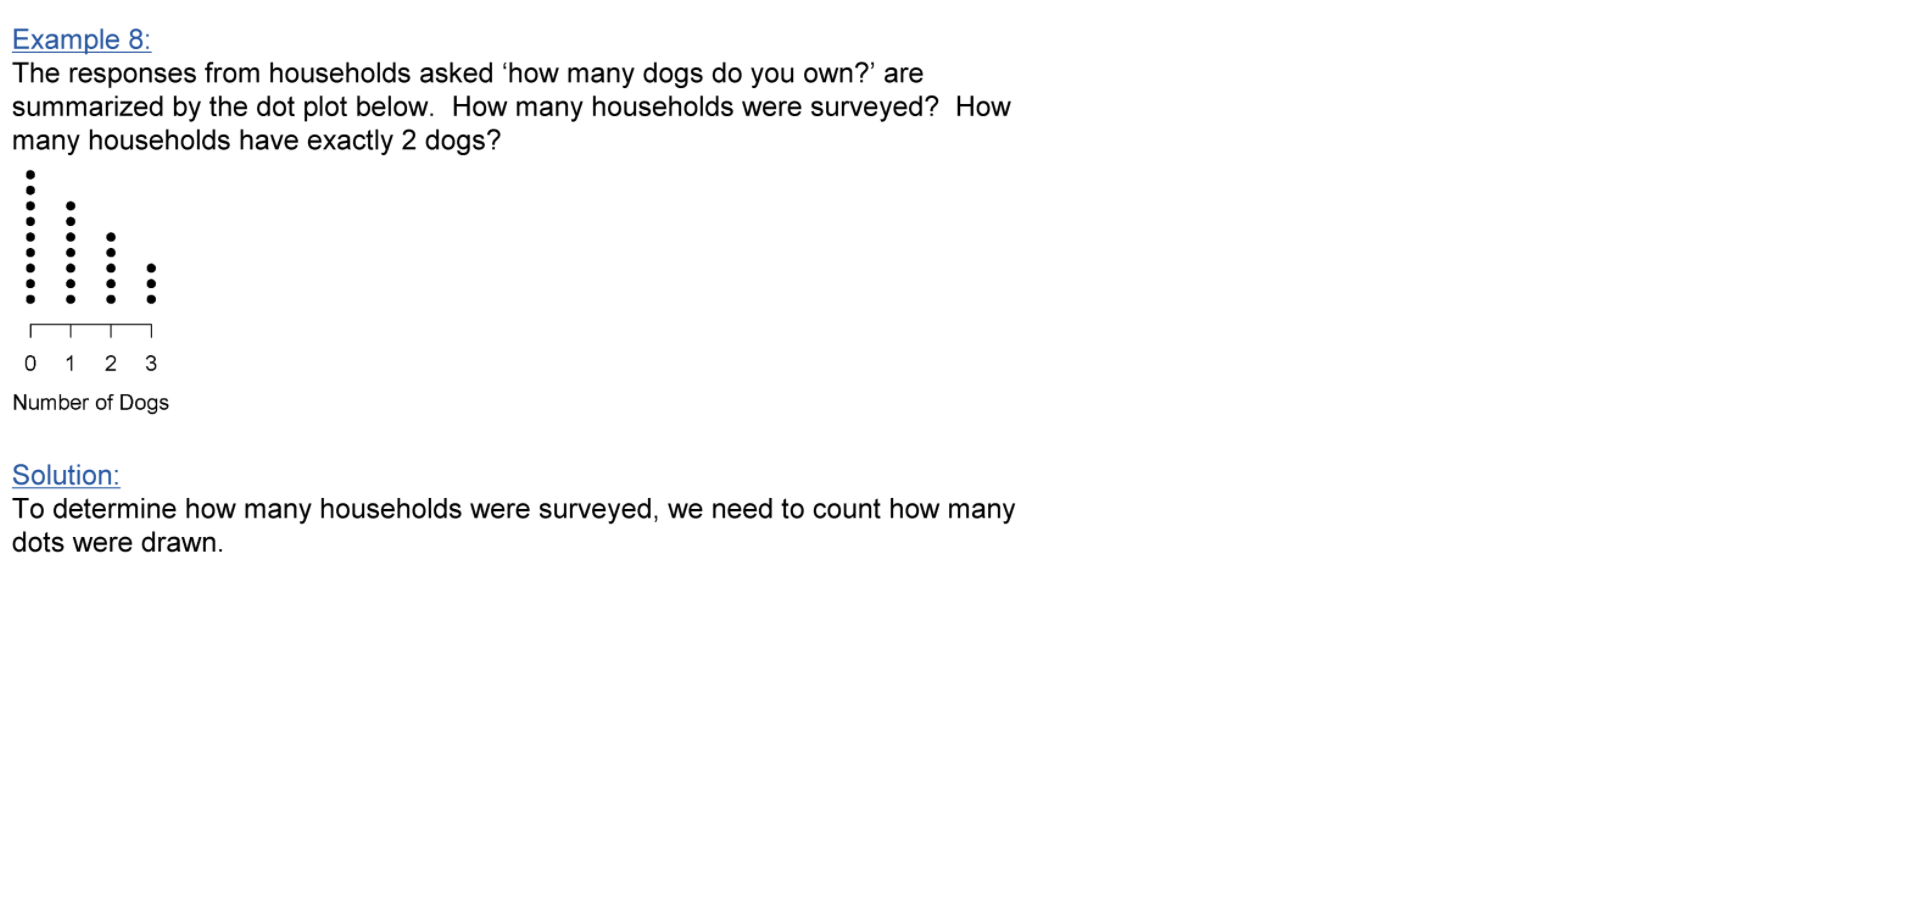 Example 8:
The responses from households asked ‘how many dogs do you own?’ are
summarized by the dot plot below.  How many households were surveyed?  How
many households have exactly 2 dogs?
0 1 2 3
Number of Dogs
Solution:
To determine how many households were surveyed, we need to count how many
dots were drawn.